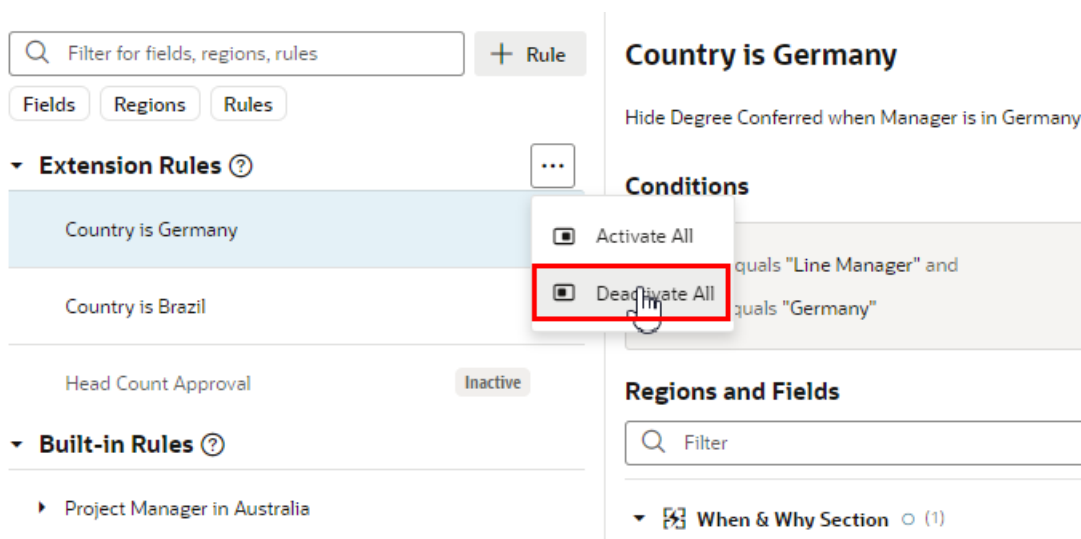 Filter for fields, regions, rules
+ Rule
Fields Regions Rules
Extension Rules ?
...
Country is Germany
Country is Brazil
Head Count Approval Inactive
Built-in Rules ?
Project Manager in Australia
Activate All
Deactivate All
Country is Germany
Hide Degree Conferred when Manager is in Germany
Conditions
quals "Line Manager" and
quals "Germany"
Regions and Fields
Filter
When & Why Section (1)